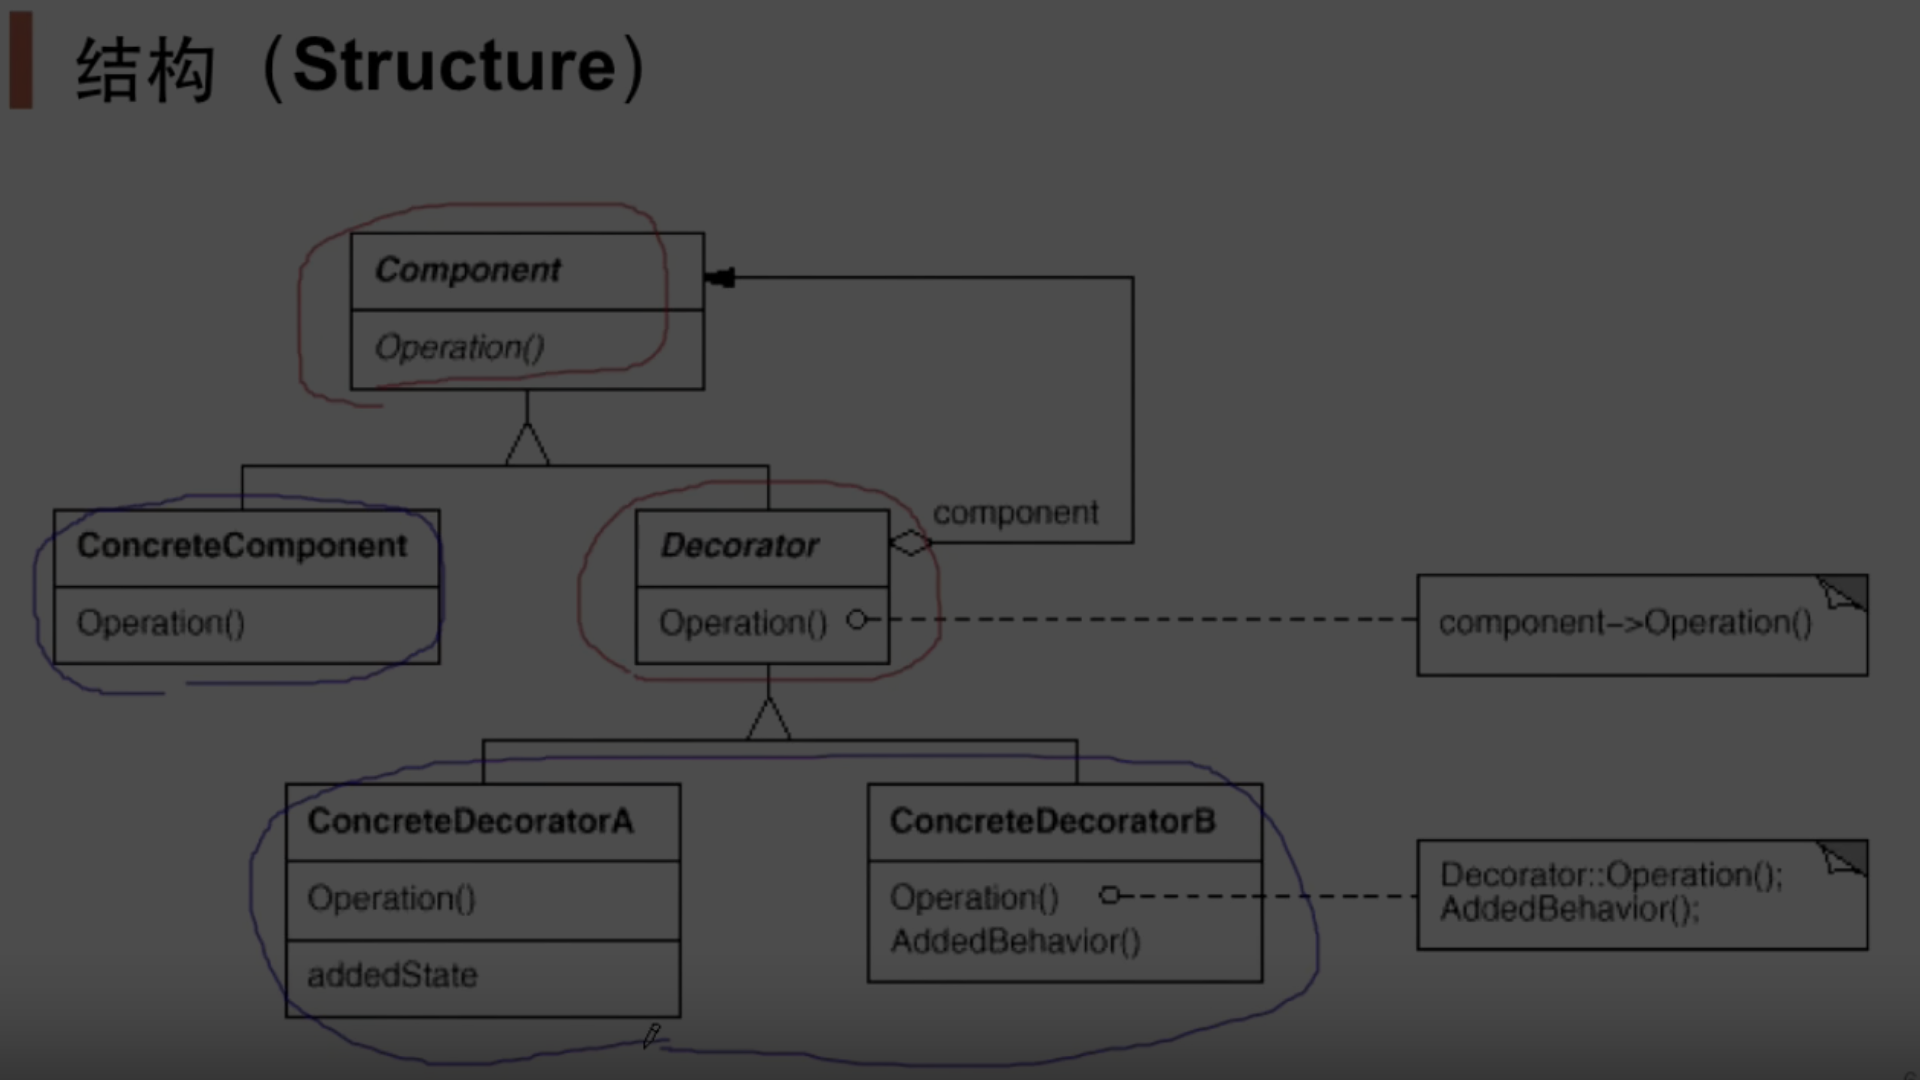 结构（Structure）
Component
Operation()
component
ConcreteComponent
Operation()
Decorator
Operation()
component–>Operation()
ConcreteDecoratorA
Operation()
addedState
ConcreteDecoratorB
Operation()
AddedBehavior()
Decorator::Operation();
AddedBehavior();